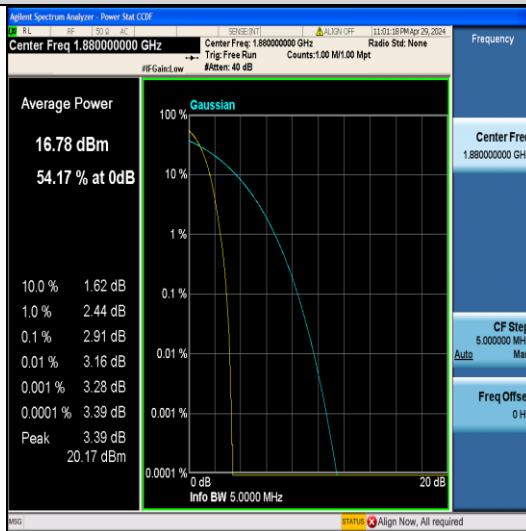 Agilent Spectrum Analyzer - Power Stat CCDF
RL RF 50 Ω AC SENSE:INT ALIGN OFF 11:01:18 PM Apr 29, 2024
Center Freq 1.880000000 GHz
Center Freq: 1.880000000 GHz Radio Std: None
Trig: Free Run Counts:1.00 M/1.00 Mpt
#IFGain:Low #Atten: 40 dB
Frequency
Average Power
16.78 dBm
54.17 % at 0dB
10.0 % 1.62 dB
1.0 % 2.44 dB
0.1 % 2.91 dB
0.01 % 3.16 dB
0.001 % 3.28 dB
0.0001 % 3.39 dB
Peak 3.39 dB
20.17 dBm
Gaussian
100 %
10 %
1 %
0.1 %
0.01 %
0.001 %
0.0001 %
0 dB 20 dB
Info BW 5.0000 MHz
Center Fre
1.880000000 GH
CF Step
5.000000 MH
Auto Ma
Freq Offse
0 H
MSG STATUS Align Now, All required